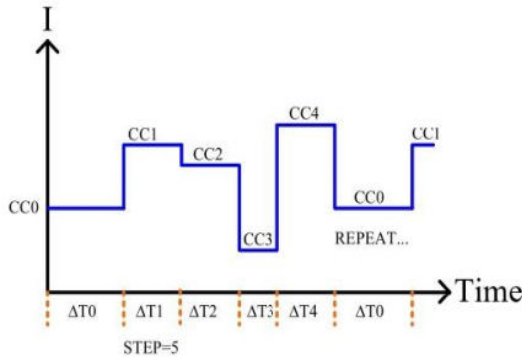 I
CC4
CC1
CC1
CC2
CC0
CC0
CC3
REPEAT...
Time
ΔT0 ΔT1 ΔT2 ΔT3 ΔT4 ΔT0
STEP=5